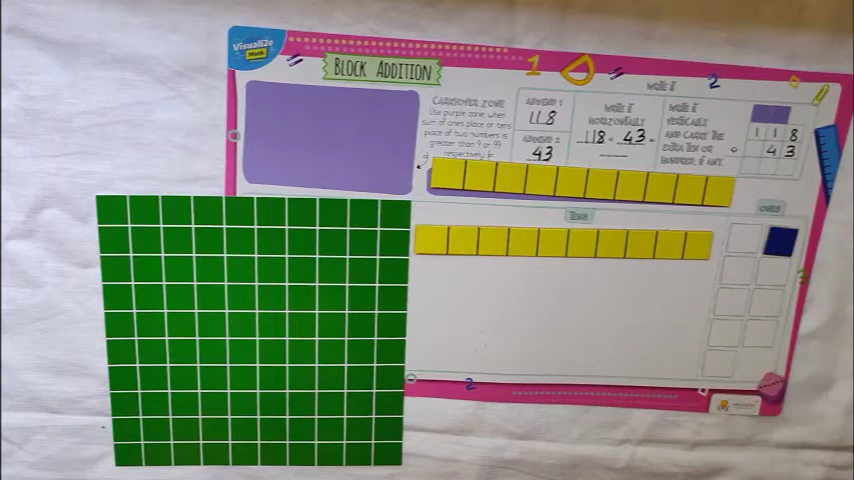 VisualiZe
Math
BLOCK ADDITION
1
2
CARRYOVER ZONE
Use purple zone when
sum of ones place or tens
place of two numbers is
greater than 9 or 99
respectively.
ADDEND 1
118
ADDEND 2
43
WRITE IT
WRITE IT
HORIZONTALLY
118 + 43 =
WRITE IT
VERTICALLY
AND CARRY THE
EXTRA TEN OR
HUNDRED, IF ANY.
1 1 8
4 3
TENS
ONES
3
2